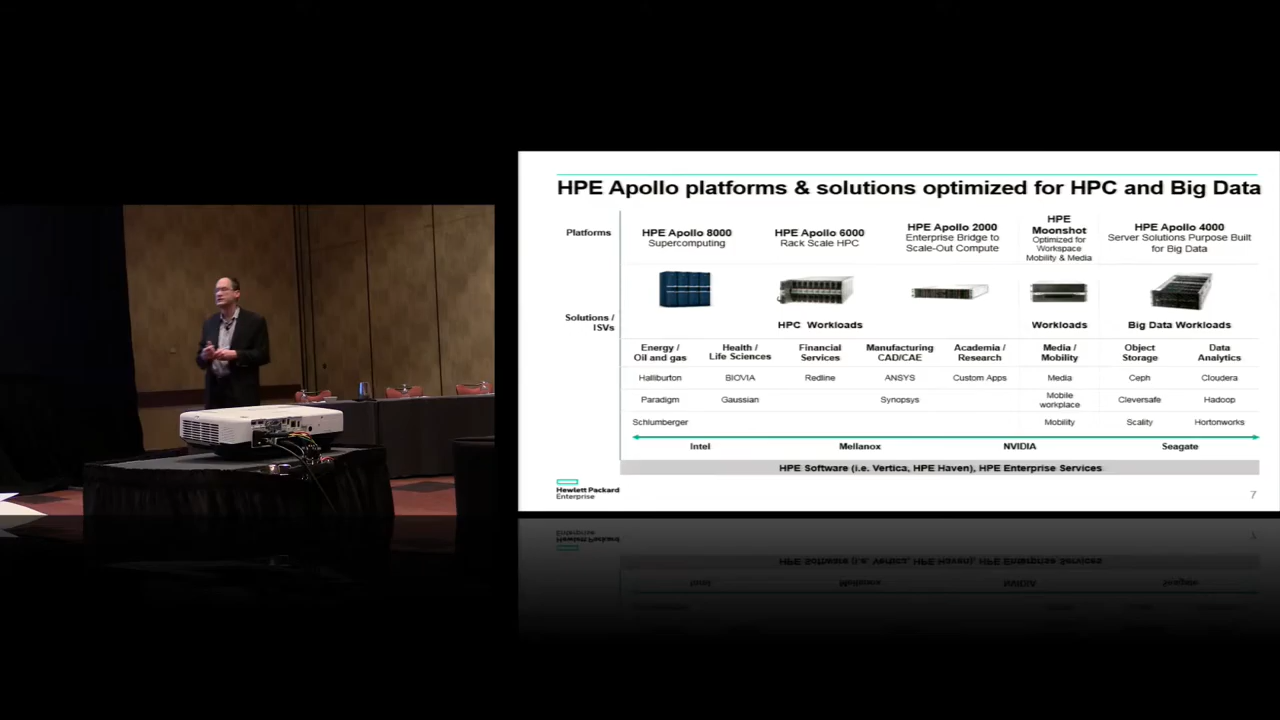 HPE Apollo platforms & solutions optimized for HPC and Big Data
Platforms
HPE Apollo 8000
Supercomputing
HPE Apollo 6000
Rack Scale HPC
HPE Apollo 2000
Enterprise Bridge to
Scale-Out Compute
HPE
Moonshot
Optimized for
Workspace
Mobility & Media
HPE Apollo 4000
Server Solutions Purpose Built
for Big Data
Solutions /
ISVs
HPC Workloads
Workloads
Big Data Workloads
Energy /
Oil and gas
Health /
Life Sciences
Financial
Services
Manufacturing
CAD/CAE
Academia /
Research
Media /
Mobility
Object
Storage
Data
Analytics
Halliburton
BIOVIA
Redline
ANSYS
Custom Apps
Media
Ceph
Cloudera
Paradigm
Gaussian
Synopsys
Mobile
workplace
Cleversafe
Hadoop
Schlumberger
Mobility
Scality
Hortonworks
Intel
Mellanox
NVIDIA
Seagate
HPE Software (i.e. Vertica, HPE Haven), HPE Enterprise Services
Hewlett Packard
Enterprise
7